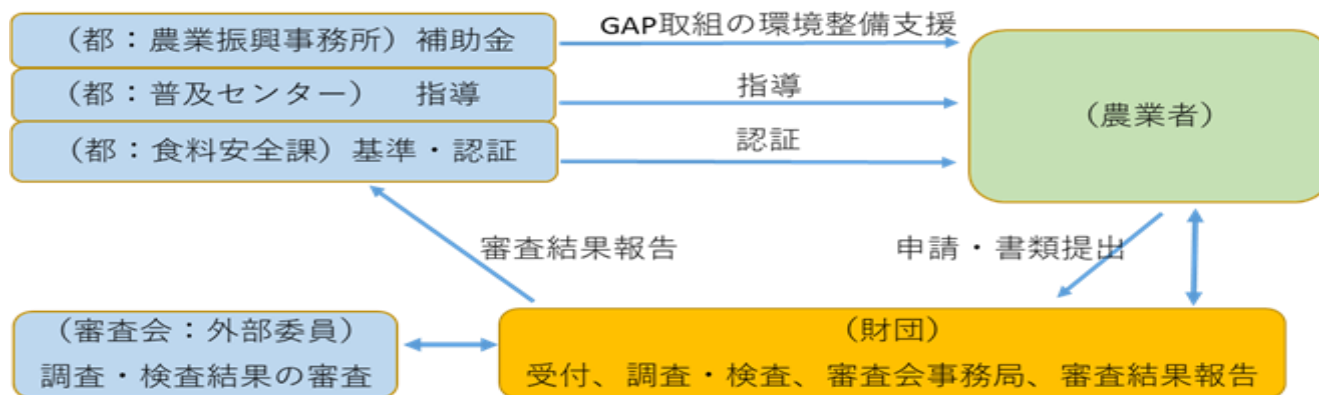 （都：農業振興事務所）補助金
GAP取組の環境整備支援
（都：普及センター）　指導
指導
（都：食料安全課）基準・認証
認証
（農業者）
審査結果報告
申請・書類提出
（審査会：外部委員）
調査・検査結果の審査
（財団）
受付、調査・検査、審査会事務局、審査結果報告